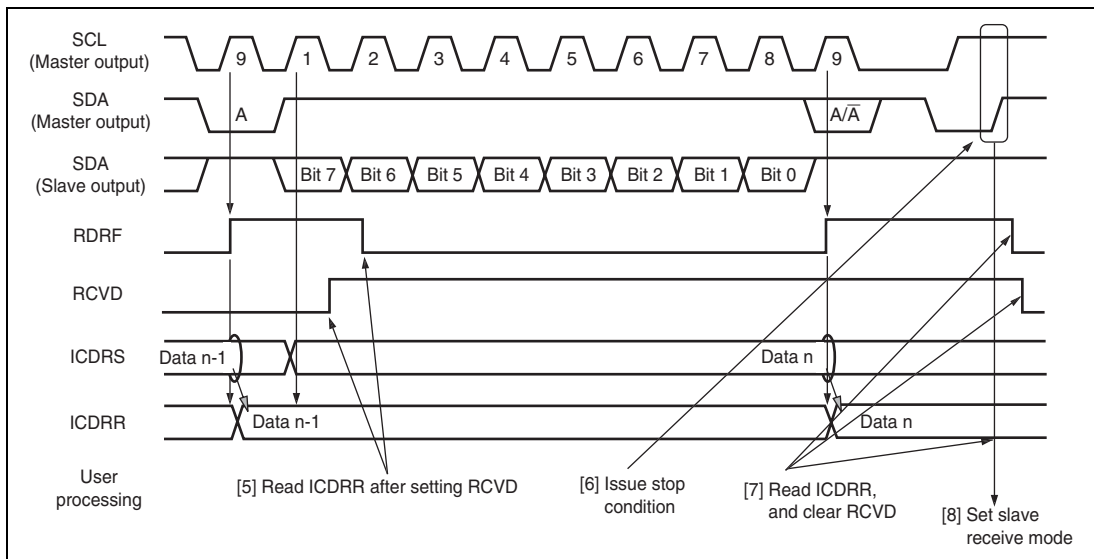 SCL
(Master output)
9 1 2 3 4 5 6 7 8 9
SDA
(Master output)
A A/A̅
SDA
(Slave output)
Bit 7 Bit 6 Bit 5 Bit 4 Bit 3 Bit 2 Bit 1 Bit 0
RDRF
RCVD
ICDRS
Data n-1 Data n
ICDRR
Data n-1 Data n
User
processing
[5] Read ICDRR after setting RCVD
[6] Issue stop
condition
[7] Read ICDRR,
and clear RCVD
[8] Set slave
receive mode